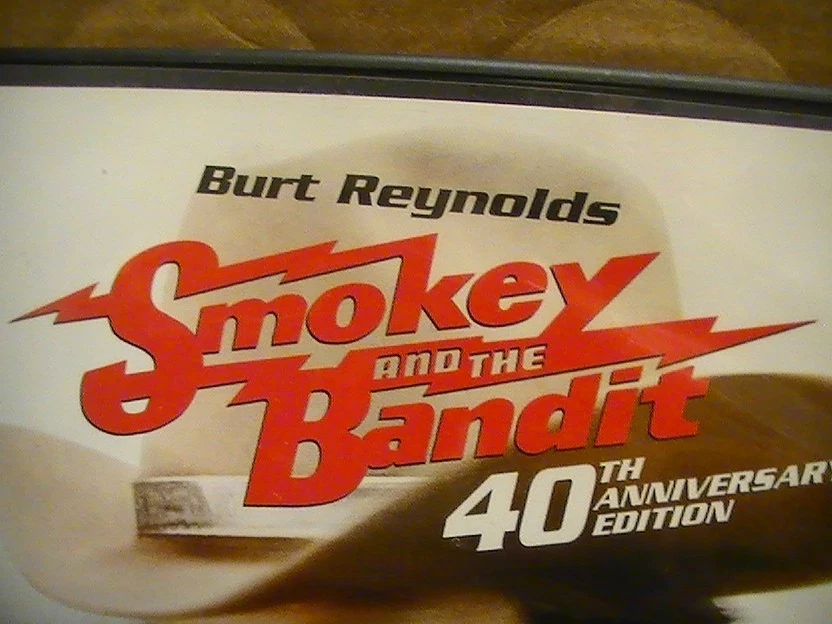 Burt Reynolds
Smokey
AND THE
Bandit
40TH
ANNIVERSARY
EDITION